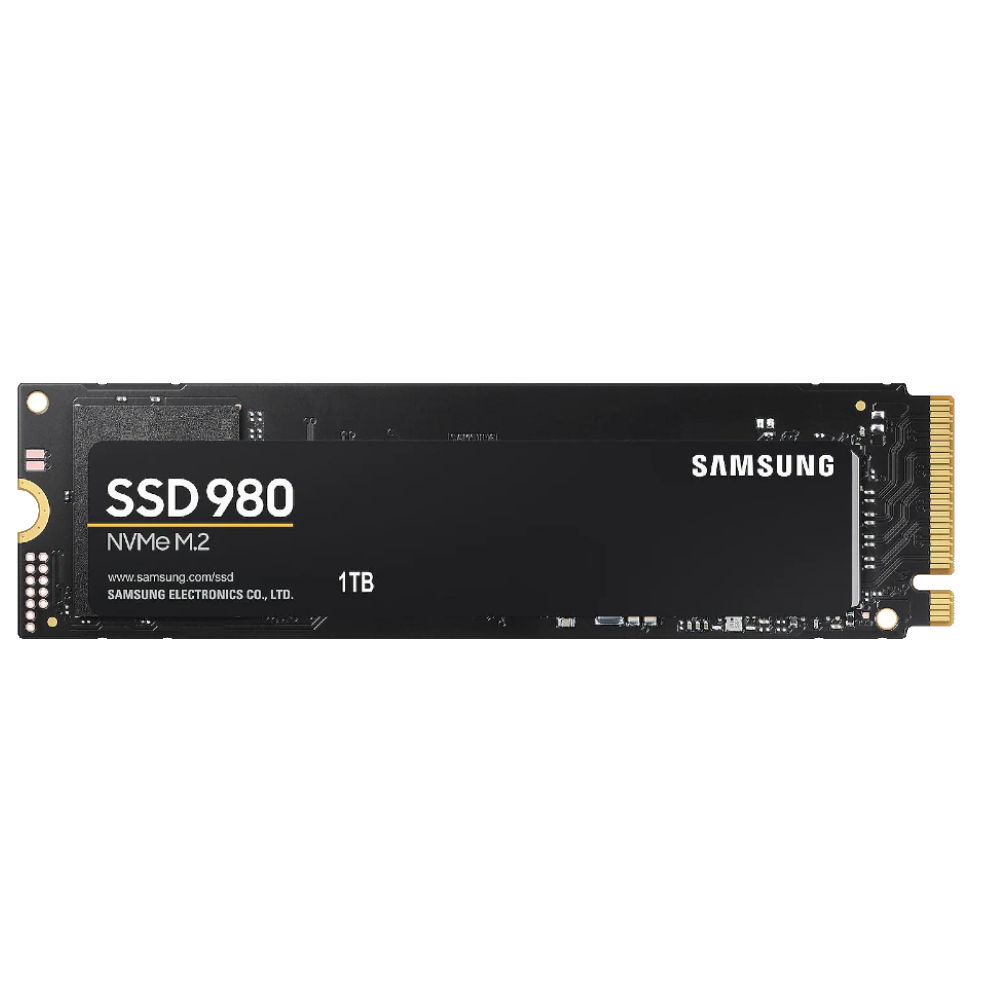 SAMSUNG
SSD 980
NVMe M.2
www.samsung.com/ssd
SAMSUNG ELECTRONICS CO., LTD.
1TB